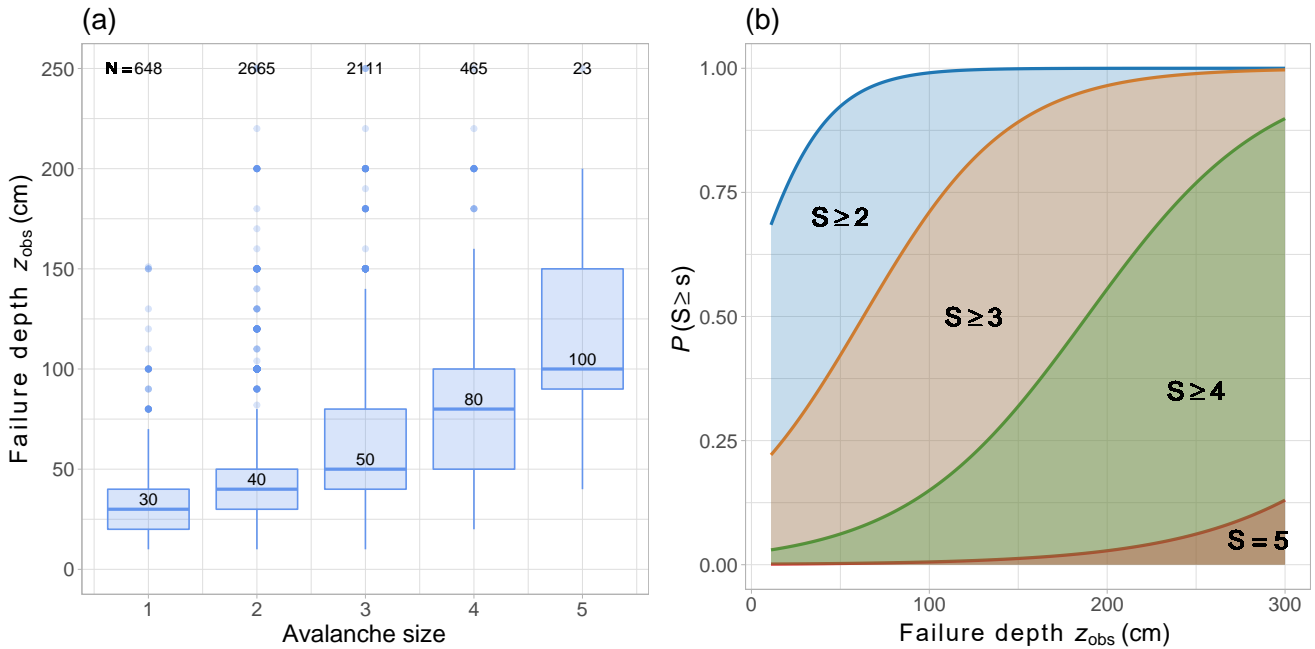 (a)
Failure depth z_obs (cm)
250
200
150
100
50
0
N=648 2665 2111 465 23
30
40
50
80
100
1 2 3 4 5
Avalanche size
(b)
P(S≥ s)
1.00
0.75
0.50
0.25
0.00
S≥2
S≥3
S≥4
S=5
0 100 200 300
Failure depth z_obs (cm)